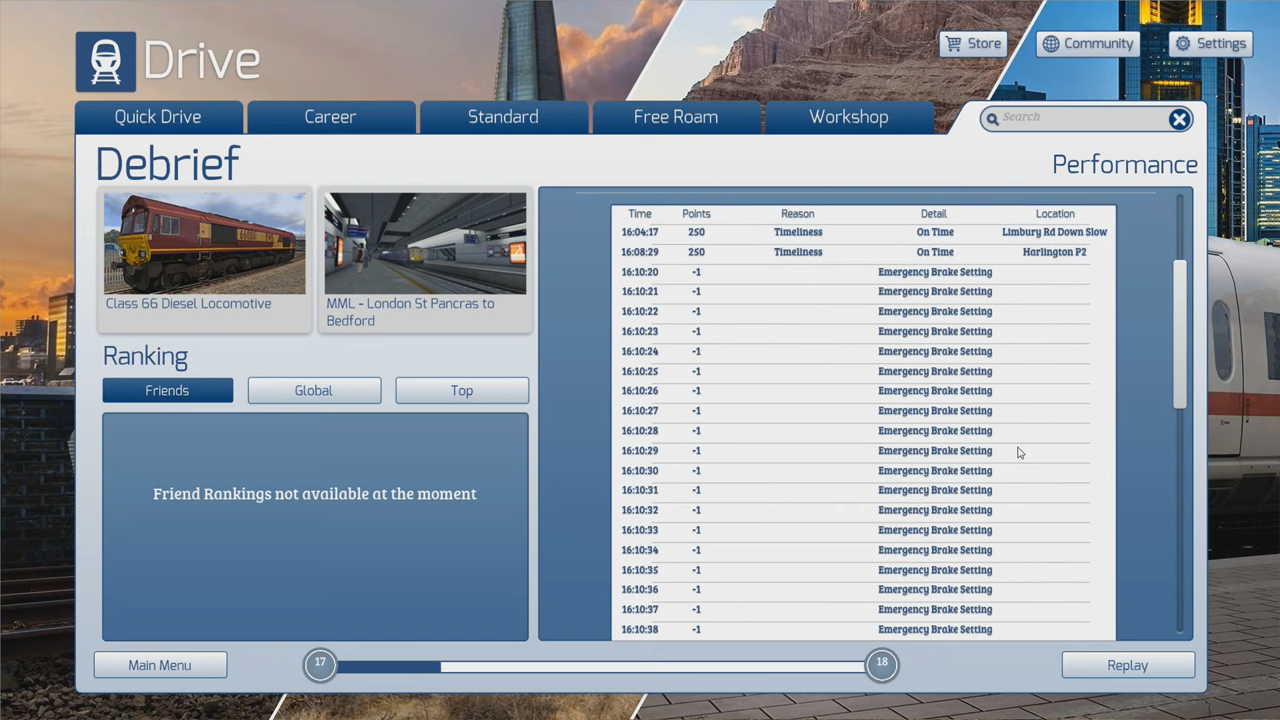 Drive
Store
Community
Settings
Quick Drive
Career
Standard
Free Roam
Workshop
Search
Debrief
Performance
Class 66 Diesel Locomotive
MML - London St Pancras to
Bedford
Ranking
Friends
Global
Top
Friend Rankings not available at the moment
Time Points Reason Detail Location
16:04:17 250 Timeliness On Time Limbury Rd Down Slow
16:08:29 250 Timeliness On Time Harlington P2
16:10:20 -1 Emergency Brake Setting
16:10:21 -1 Emergency Brake Setting
16:10:22 -1 Emergency Brake Setting
16:10:23 -1 Emergency Brake Setting
16:10:24 -1 Emergency Brake Setting
16:10:25 -1 Emergency Brake Setting
16:10:26 -1 Emergency Brake Setting
16:10:27 -1 Emergency Brake Setting
16:10:28 -1 Emergency Brake Setting
16:10:29 -1 Emergency Brake Setting
16:10:30 -1 Emergency Brake Setting
16:10:31 -1 Emergency Brake Setting
16:10:32 -1 Emergency Brake Setting
16:10:33 -1 Emergency Brake Setting
16:10:34 -1 Emergency Brake Setting
16:10:35 -1 Emergency Brake Setting
16:10:36 -1 Emergency Brake Setting
16:10:37 -1 Emergency Brake Setting
16:10:38 -1 Emergency Brake Setting
Main Menu
17
18
Replay